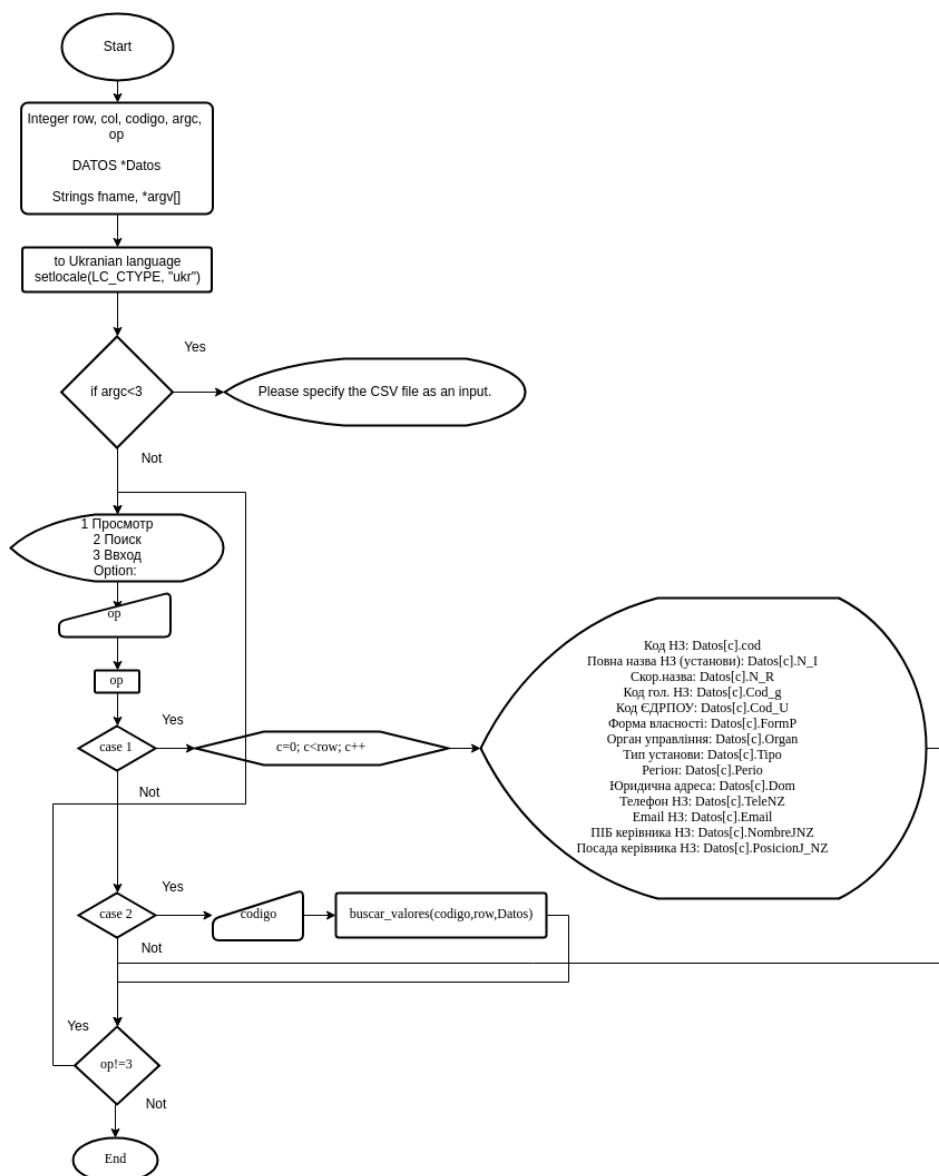 Start
Integer row, col, codigo, argc,
op
DATOS *Datos
Strings fname, *argv[]
to Ukranian language
setlocale(LC_CTYPE, "ukr")
Yes
if argc<3
Please specify the CSV file as an input.
Not
1 Просмотр
2 Поиск
3 Ввход
Option:
op
op
Yes
case 1
c=0; c<row; c++
Not
Код НЗ: Datos[c].cod
Повна назва НЗ (установи): Datos[c].N_I
Скор.назва: Datos[c].N_R
Код гол. НЗ: Datos[c].Cod_g
Код ЄДРПОУ: Datos[c].Cod_U
Форма власності: Datos[c].FormP
Орган управління: Datos[c].Organ
Тип установи: Datos[c].Tipo
Регіон: Datos[c].Perio
Юридична адреса: Datos[c].Dom
Телефон НЗ: Datos[c].TeleNZ
Email НЗ: Datos[c].Email
ПІБ керівника НЗ: Datos[c].NombreJNZ
Посада керівника НЗ: Datos[c].PosicionJ_NZ
Yes
case 2
codigo
buscar_valores(codigo,row,Datos)
Not
Yes
op!=3
Not
End